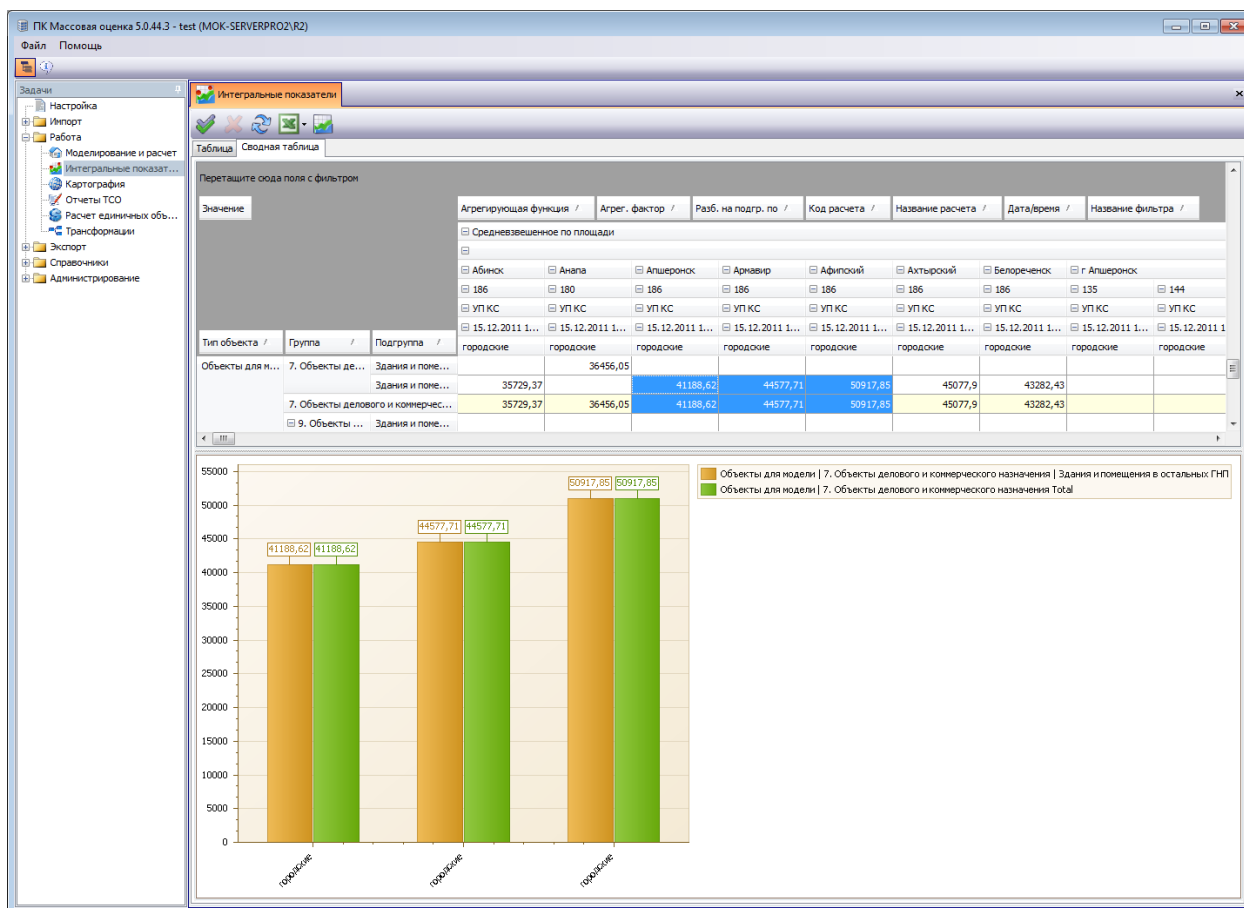 ПК Массовая оценка 5.0.44.3 - test (MOK-SERVERPRO2\R2)
Файл Помощь
Задачи
Настройка
Импорт
Работа
Моделирование и расчет
Интегральные показат...
Картография
Отчеты ТСО
Расчет единичных объ...
Трансформации
Экспорт
Справочники
Администрирование
Интегральные показатели
Таблица Сводная таблица
Перетащите сюда поля с фильтром
Значение Агрегирующая функция Агрег. фактор Разб. на подгр. по Код расчета Название расчета Дата/время Название фильтра
Средневзвешенное по площади
Абинск Анапа Апшеронск Армавир Афипский Ахтырский Белореченск г Апшеронск
186 180 186 186 186 186 186 135 144
УП КС УП КС УП КС УП КС УП КС УП КС УП КС УП КС УП КС
15.12.2011 1... 15.12.2011 1... 15.12.2011 1... 15.12.2011 1... 15.12.2011 1... 15.12.2011 1... 15.12.2011 1... 15.12.2011 1... 15.12.2011 1
Тип объекта Группа Подгруппа городские городские городские городские городские городские городские городские городские
Объекты для м... 7. Объекты де... Здания и поме... 36456,05
Здания и поме... 35729,37 41188,62 44577,71 50917,85 45077,9 43282,43
7. Объекты делового и коммерчес... 35729,37 36456,05 41188,62 44577,71 50917,85 45077,9 43282,43
9. Объекты ... Здания и поме...
55000
50000
45000
40000
35000
30000
25000
20000
15000
10000
5000
0
41188,62 41188,62
44577,71 44577,71
50917,85 50917,85
городские городские городские
Объекты для модели | 7. Объекты делового и коммерческого назначения | Здания и помещения в остальных ГНП
Объекты для модели | 7. Объекты делового и коммерческого назначения Total